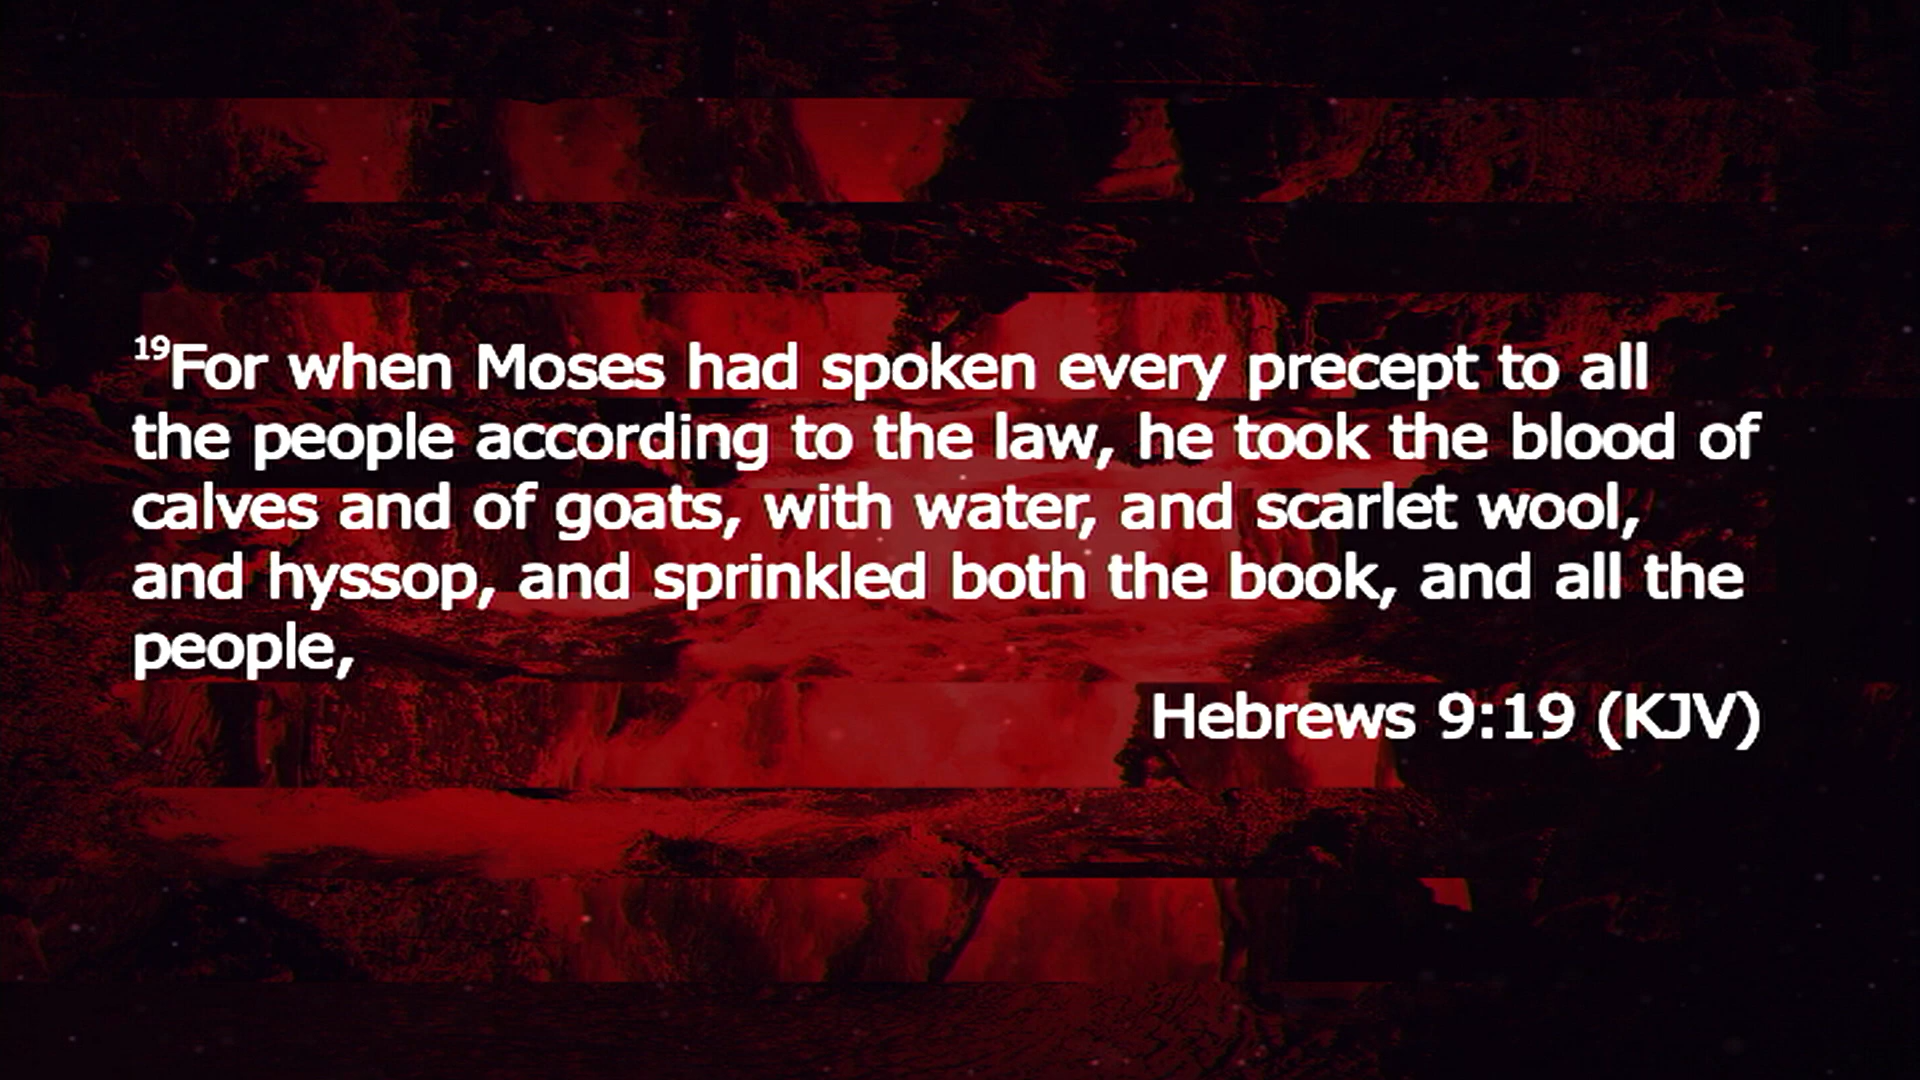 19For when Moses had spoken every precept to all
the people according to the law, he took the blood of
calves and of goats, with water, and scarlet wool,
and hyssop, and sprinkled both the book, and all the
people,
Hebrews 9:19 (KJV)